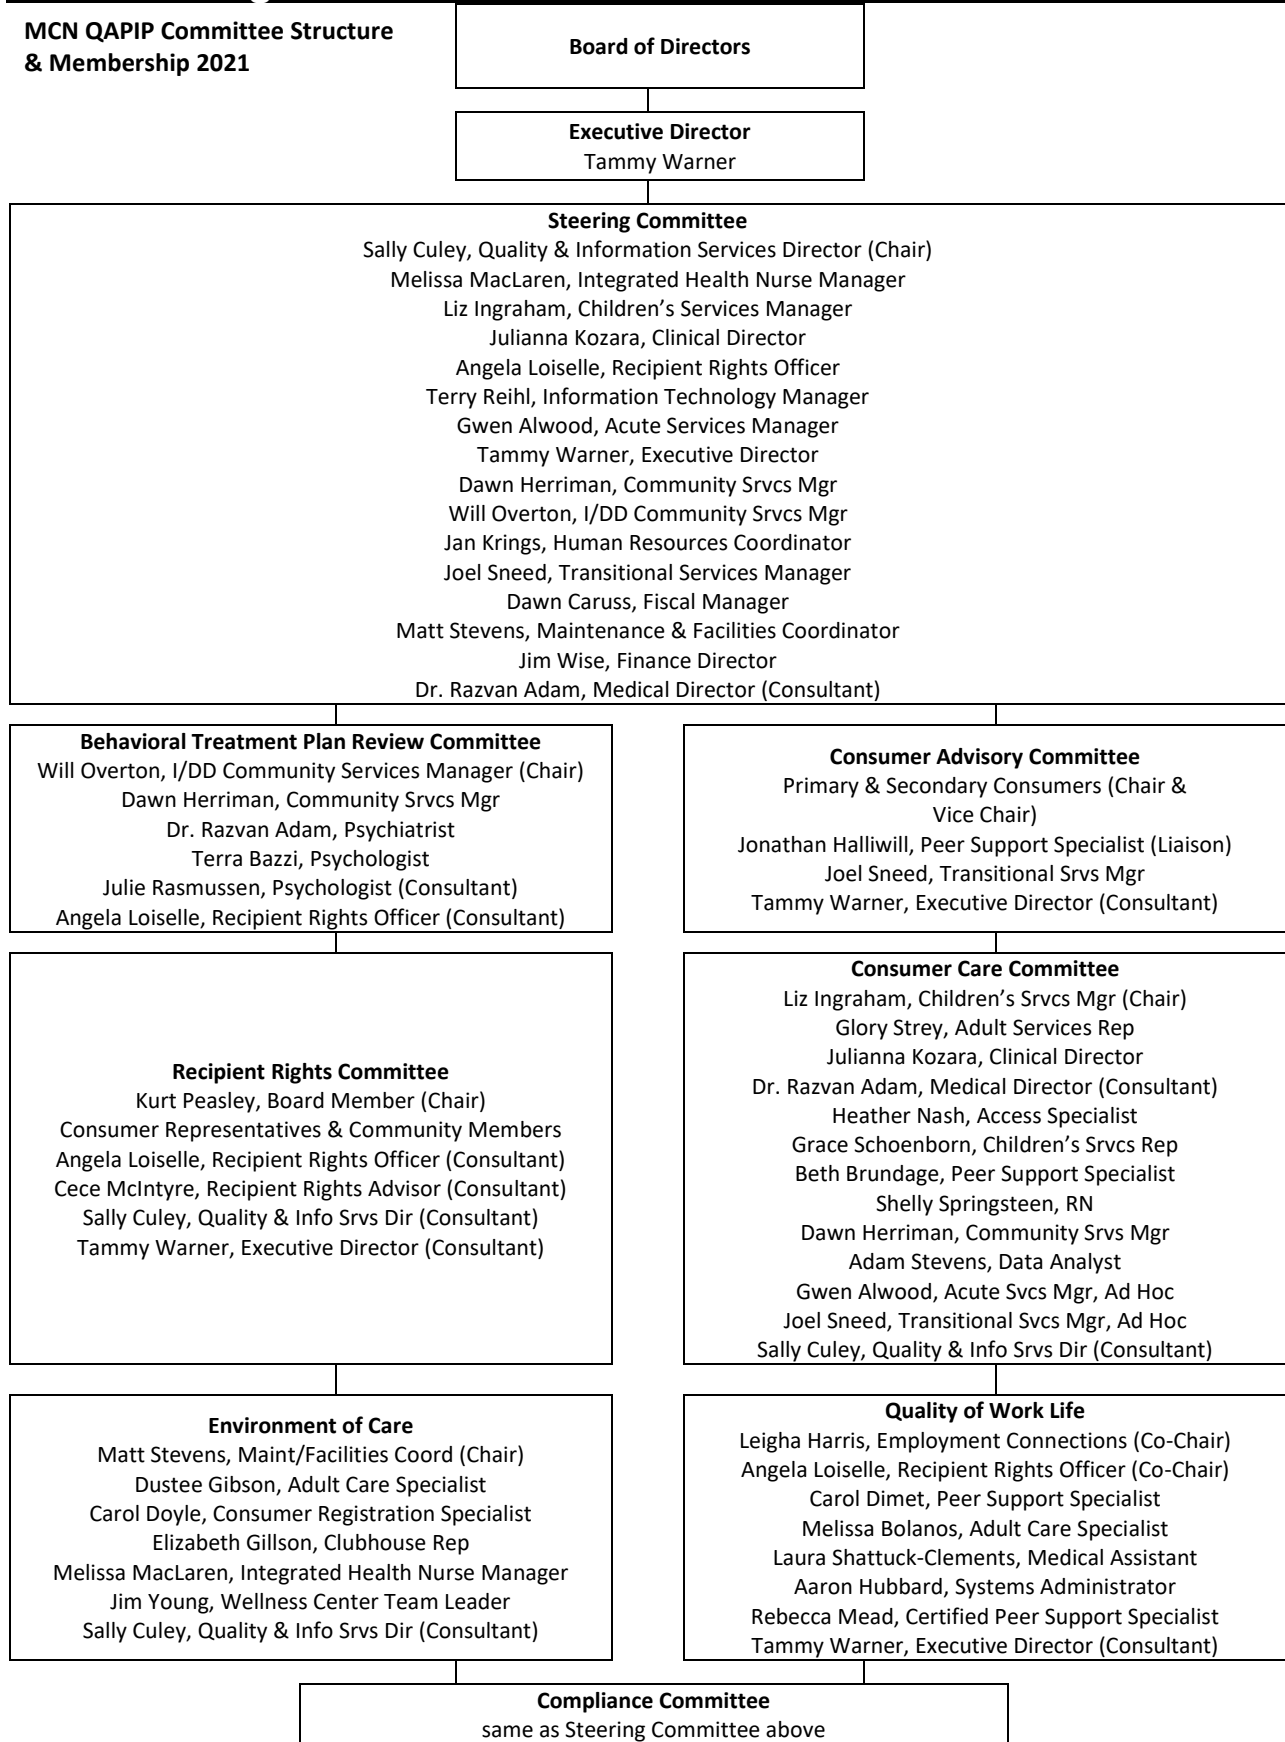 MCN QAPIP Committee Structure
& Membership 2021
Board of Directors
Executive Director
Tammy Warner
Steering Committee
Sally Culey, Quality & Information Services Director (Chair)
Melissa MacLaren, Integrated Health Nurse Manager
Liz Ingraham, Children’s Services Manager
Julianna Kozara, Clinical Director
Angela Loiselle, Recipient Rights Officer
Terry Reihl, Information Technology Manager
Gwen Alwood, Acute Services Manager
Tammy Warner, Executive Director
Dawn Herriman, Community Srvcs Mgr
Will Overton, I/DD Community Srvcs Mgr
Jan Krings, Human Resources Coordinator
Joel Sneed, Transitional Services Manager
Dawn Caruss, Fiscal Manager
Matt Stevens, Maintenance & Facilities Coordinator
Jim Wise, Finance Director
Dr. Razvan Adam, Medical Director (Consultant)
Behavioral Treatment Plan Review Committee
Will Overton, I/DD Community Services Manager (Chair)
Dawn Herriman, Community Srvcs Mgr
Dr. Razvan Adam, Psychiatrist
Terra Bazzi, Psychologist
Julie Rasmussen, Psychologist (Consultant)
Angela Loiselle, Recipient Rights Officer (Consultant)
Consumer Advisory Committee
Primary & Secondary Consumers (Chair &
Vice Chair)
Jonathan Halliwill, Peer Support Specialist (Liaison)
Joel Sneed, Transitional Srvs Mgr
Tammy Warner, Executive Director (Consultant)
Recipient Rights Committee
Kurt Peasley, Board Member (Chair)
Consumer Representatives & Community Members
Angela Loiselle, Recipient Rights Officer (Consultant)
Cece McIntyre, Recipient Rights Advisor (Consultant)
Sally Culey, Quality & Info Srvs Dir (Consultant)
Tammy Warner, Executive Director (Consultant)
Consumer Care Committee
Liz Ingraham, Children’s Srvcs Mgr (Chair)
Glory Strey, Adult Services Rep
Julianna Kozara, Clinical Director
Dr. Razvan Adam, Medical Director (Consultant)
Heather Nash, Access Specialist
Grace Schoenborn, Children’s Srvcs Rep
Beth Brundage, Peer Support Specialist
Shelly Springsteen, RN
Dawn Herriman, Community Srvs Mgr
Adam Stevens, Data Analyst
Gwen Alwood, Acute Svcs Mgr, Ad Hoc
Joel Sneed, Transitional Svcs Mgr, Ad Hoc
Sally Culey, Quality & Info Srvs Dir (Consultant)
Environment of Care
Matt Stevens, Maint/Facilities Coord (Chair)
Dustee Gibson, Adult Care Specialist
Carol Doyle, Consumer Registration Specialist
Elizabeth Gillson, Clubhouse Rep
Melissa MacLaren, Integrated Health Nurse Manager
Jim Young, Wellness Center Team Leader
Sally Culey, Quality & Info Srvs Dir (Consultant)
Quality of Work Life
Leigha Harris, Employment Connections (Co-Chair)
Angela Loiselle, Recipient Rights Officer (Co-Chair)
Carol Dimet, Peer Support Specialist
Melissa Bolanos, Adult Care Specialist
Laura Shattuck-Clements, Medical Assistant
Aaron Hubbard, Systems Administrator
Rebecca Mead, Certified Peer Support Specialist
Tammy Warner, Executive Director (Consultant)
Compliance Committee
same as Steering Committee above